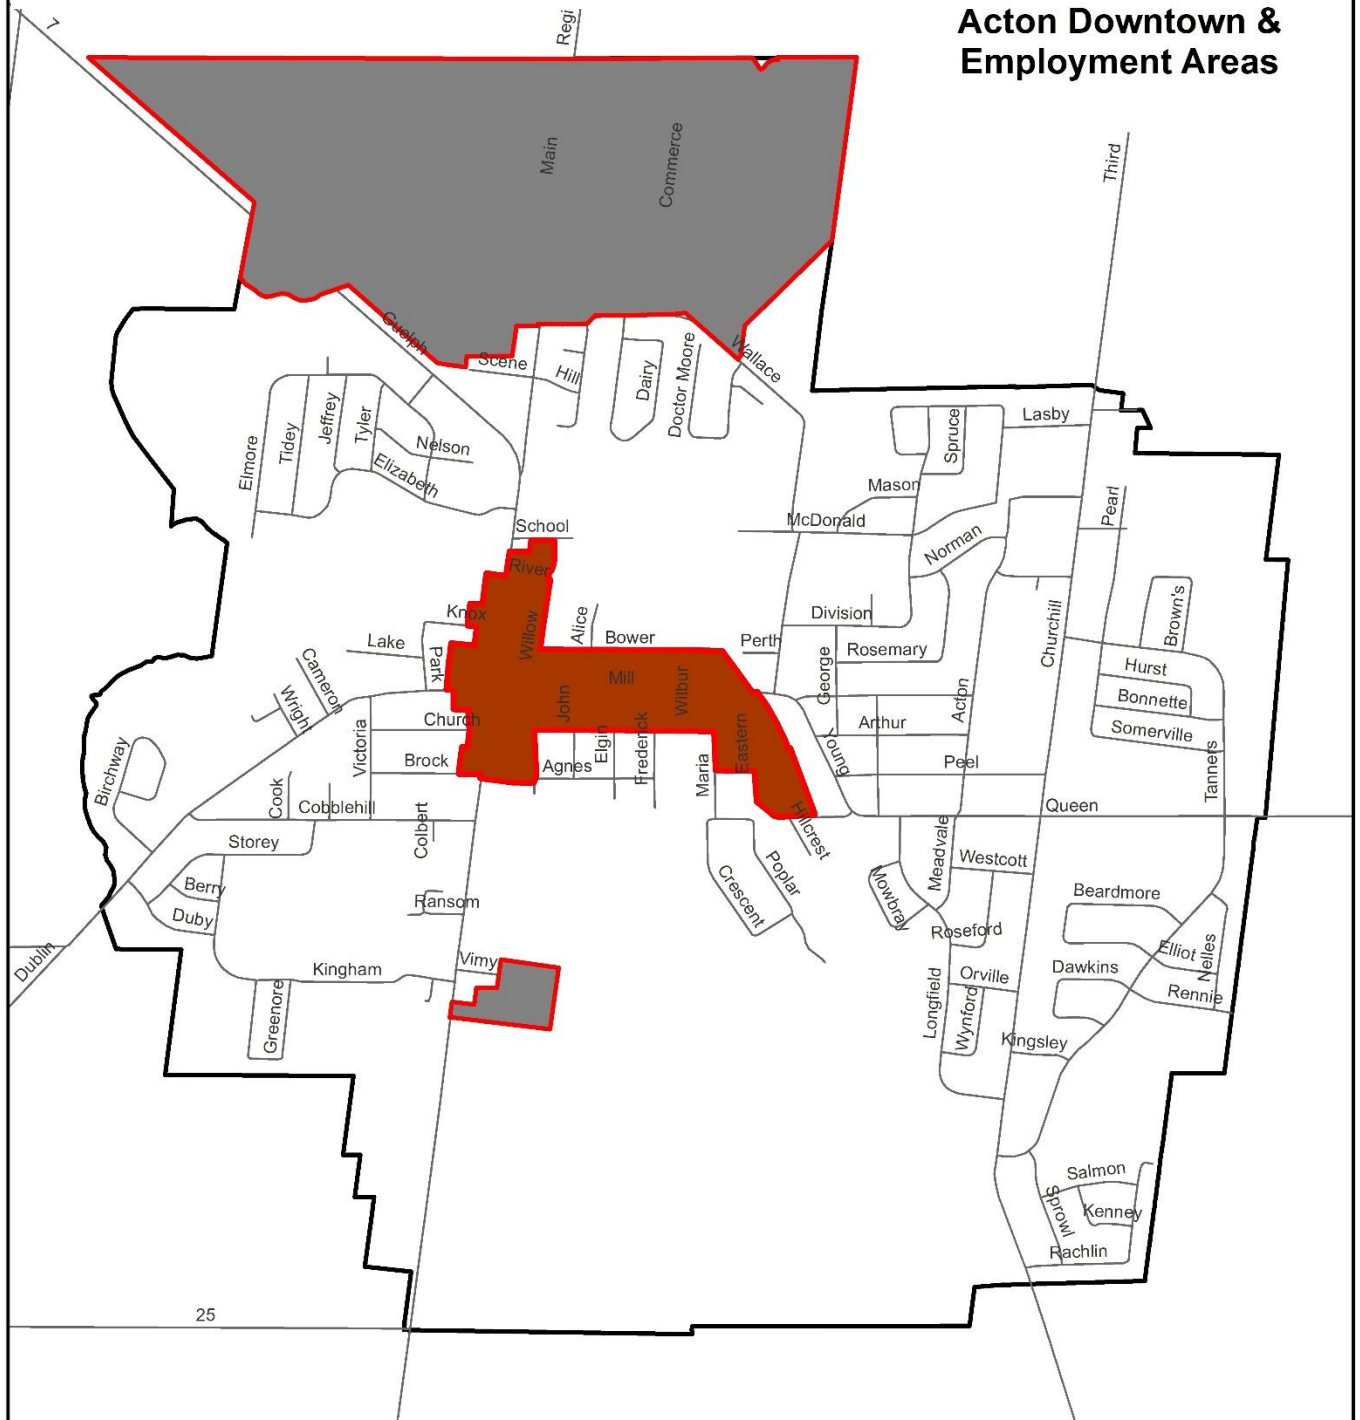 Acton Downtown &
Employment Areas
7
Regi
Main
Commerce
Third
Guelph
Scene
Hill
Dairy
Doctor Moore
Wallace
Elmore
Tidey
Jeffrey
Tyler
Nelson
Elizabeth
Lasby
Spruce
Mason
McDonald
Pearl
School
Norman
River
Knox
Willow
Alice
Bower
Division
Perth
Rosemary
George
Churchill
Brown's
Lake
Park
Cameron
Wright
Mill
Wilbur
John
Hurst
Bonnette
Somerville
Acton
Arthur
Church
Victoria
Brock
Elgin
Frederick
Agnes
Maria
Eastern
Young
Peel
Tanners
Birchway
Cook
Cobblehill
Colbert
Hillcrest
Queen
Storey
Berry
Duby
Ransom
Crescent
Poplar
Mowbray
Meadvale
Westcott
Beardmore
Roseford
Elliot
Nelles
Dublin
Kingham
Vimy
Greenore
Longfield
Orville
Wynford
Dawkins
Rennie
Kingsley
Salmon
Sprowl
Kenney
Rachlin
25